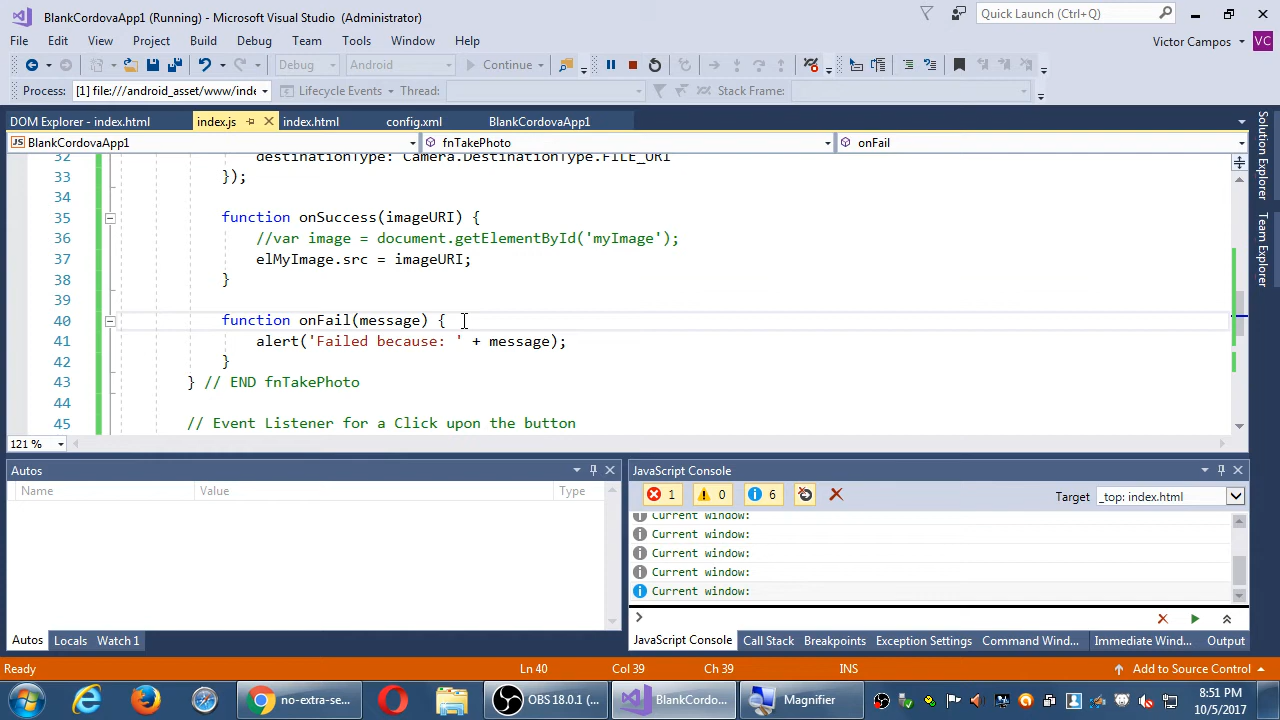 BlankCordovaApp1 (Running) - Microsoft Visual Studio (Administrator)
Quick Launch (Ctrl+Q)
File Edit View Project Build Debug Team Tools Window Help
Victor Campos VC
Debug Android Continue
Process: [1] file:///android_asset/www/inde Lifecycle Events Thread: Stack Frame:
DOM Explorer - index.html index.js index.html config.xml BlankCordovaApp1
BlankCordovaApp1 fnTakePhoto onFail
32 destinationType: Camera.DestinationType.FILE_URI
33 });
34
35 function onSuccess(imageURI) {
36 //var image = document.getElementById('myImage');
37 elMyImage.src = imageURI;
38 }
39
40 function onFail(message) {
41 alert('Failed because: ' + message);
42 }
43 } // END fnTakePhoto
44
45 // Event Listener for a Click upon the button
121 %
Solution Explorer
Team Explorer
Autos
Name Value Type
Autos Locals Watch 1
JavaScript Console
1 0 6 Target _top: index.html
Current window:
Current window:
Current window:
Current window:
Current window:
JavaScript Console Call Stack Breakpoints Exception Settings Command Wind... Immediate Wind... Output
Ready Ln 40 Col 39 Ch 39 INS Add to Source Control
no-extra-se... OBS 18.0.1 (... BlankCordo... Magnifier
8:51 PM
10/5/2017